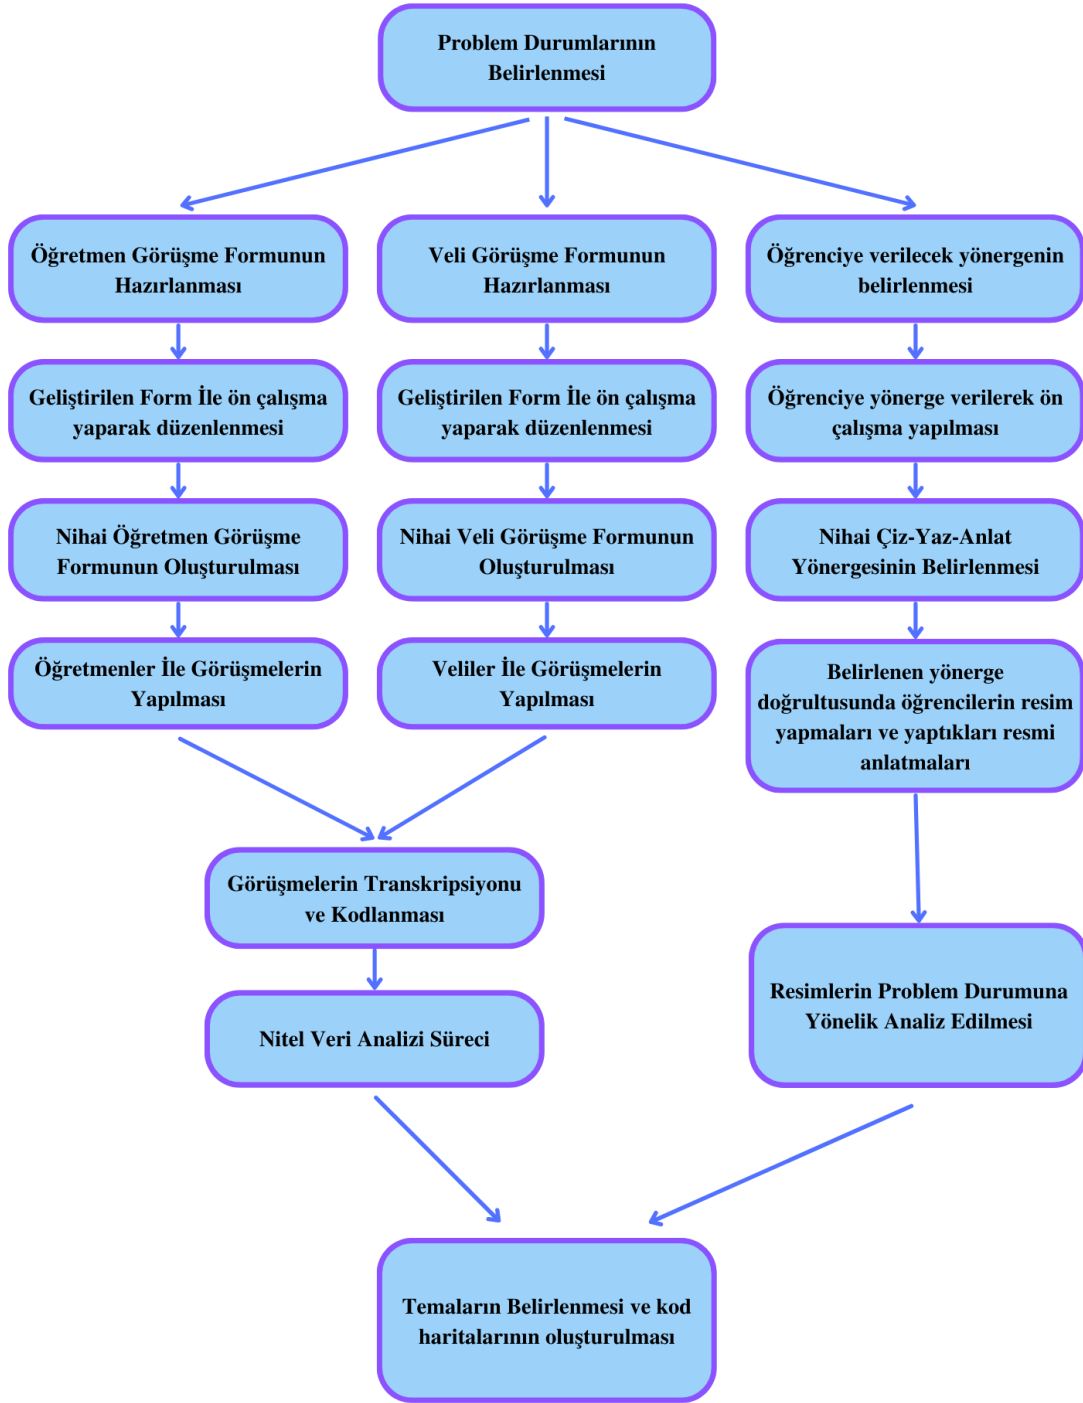 Problem Durumlarının
Belirlenmesi
Öğretmen Görüşme Formunun
Hazırlanması
Veli Görüşme Formunun
Hazırlanması
Öğrenciye verilecek yönergenin
belirlenmesi
Geliştirilen Form İle ön çalışma
yaparak düzenlenmesi
Geliştirilen Form İle ön çalışma
yaparak düzenlenmesi
Öğrenciye yönerge verilerek ön
çalışma yapılması
Nihai Öğretmen Görüşme
Formunun Oluşturulması
Nihai Veli Görüşme Formunun
Oluşturulması
Nihai Çiz-Yaz-Anlat
Yönergesinin Belirlenmesi
Öğretmenler İle Görüşmelerin
Yapılması
Veliler İle Görüşmelerin
Yapılması
Belirlenen yönerge
doğrultusunda öğrencilerin resim
yapmaları ve yaptıkları resmi
anlatmaları
Görüşmelerin Transkripsiyonu
ve Kodlanması
Nitel Veri Analizi Süreci
Resimlerin Problem Durumuna
Yönelik Analiz Edilmesi
Temaların Belirlenmesi ve kod
haritalarının oluşturulması